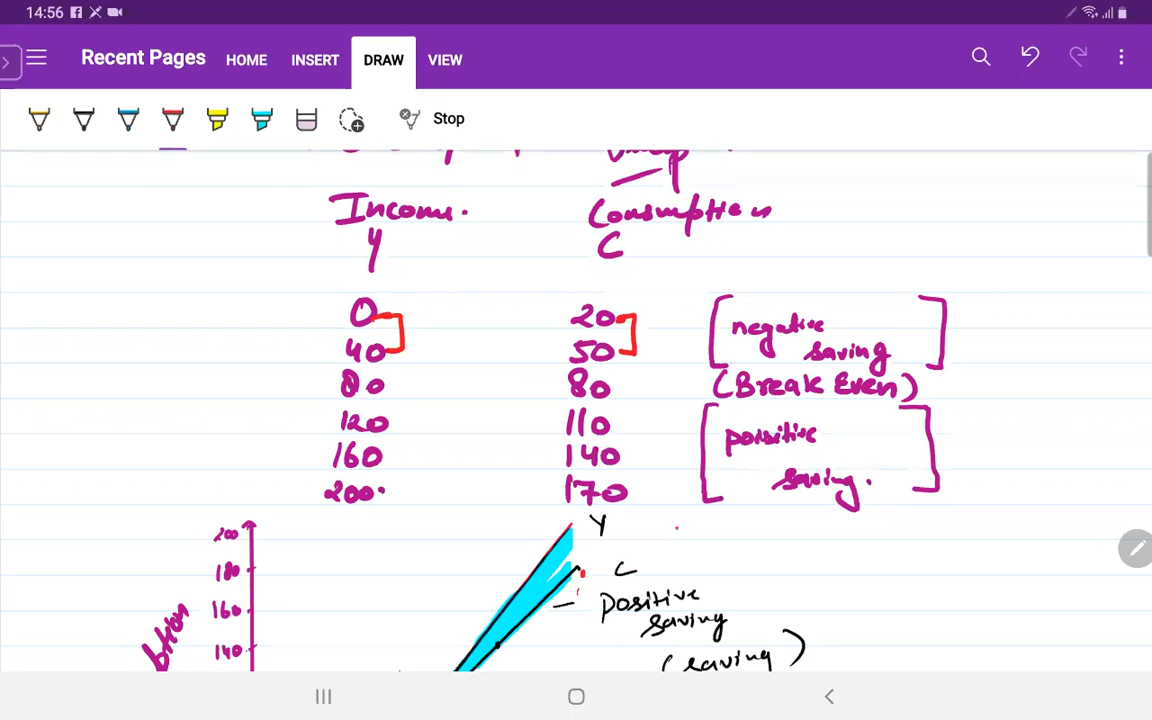 14:56
Recent Pages HOME INSERT DRAW VIEW
Stop
Income. Consumption
Y C
0 20
40 50
80 80
120 110
160 140
200. 170
[negative saving]
(Break Even)
[positive saving.]
200
180
160
140
Y
C
positive
saving
(saving)